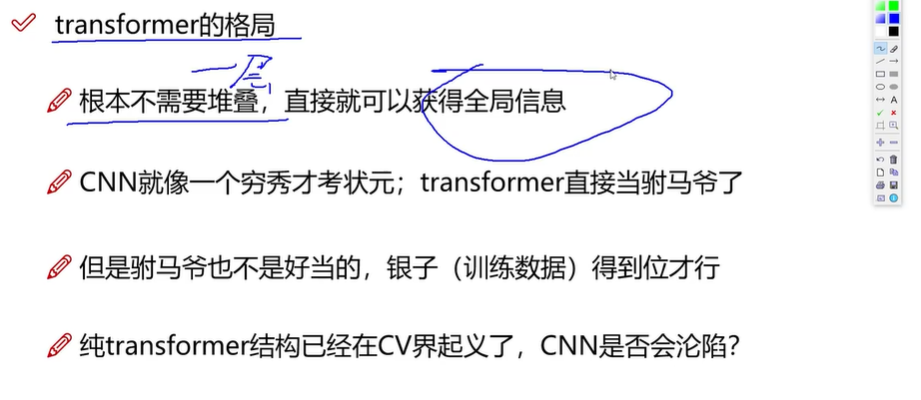 transformer的格局
一层
根本不需要堆叠，直接就可以获得全局信息
CNN就像一个穷秀才考状元；transformer直接当驸马爷了
但是驸马爷也不是好当的，银子（训练数据）得到位才行
纯transformer结构已经在CV界起义了，CNN是否会沦陷？